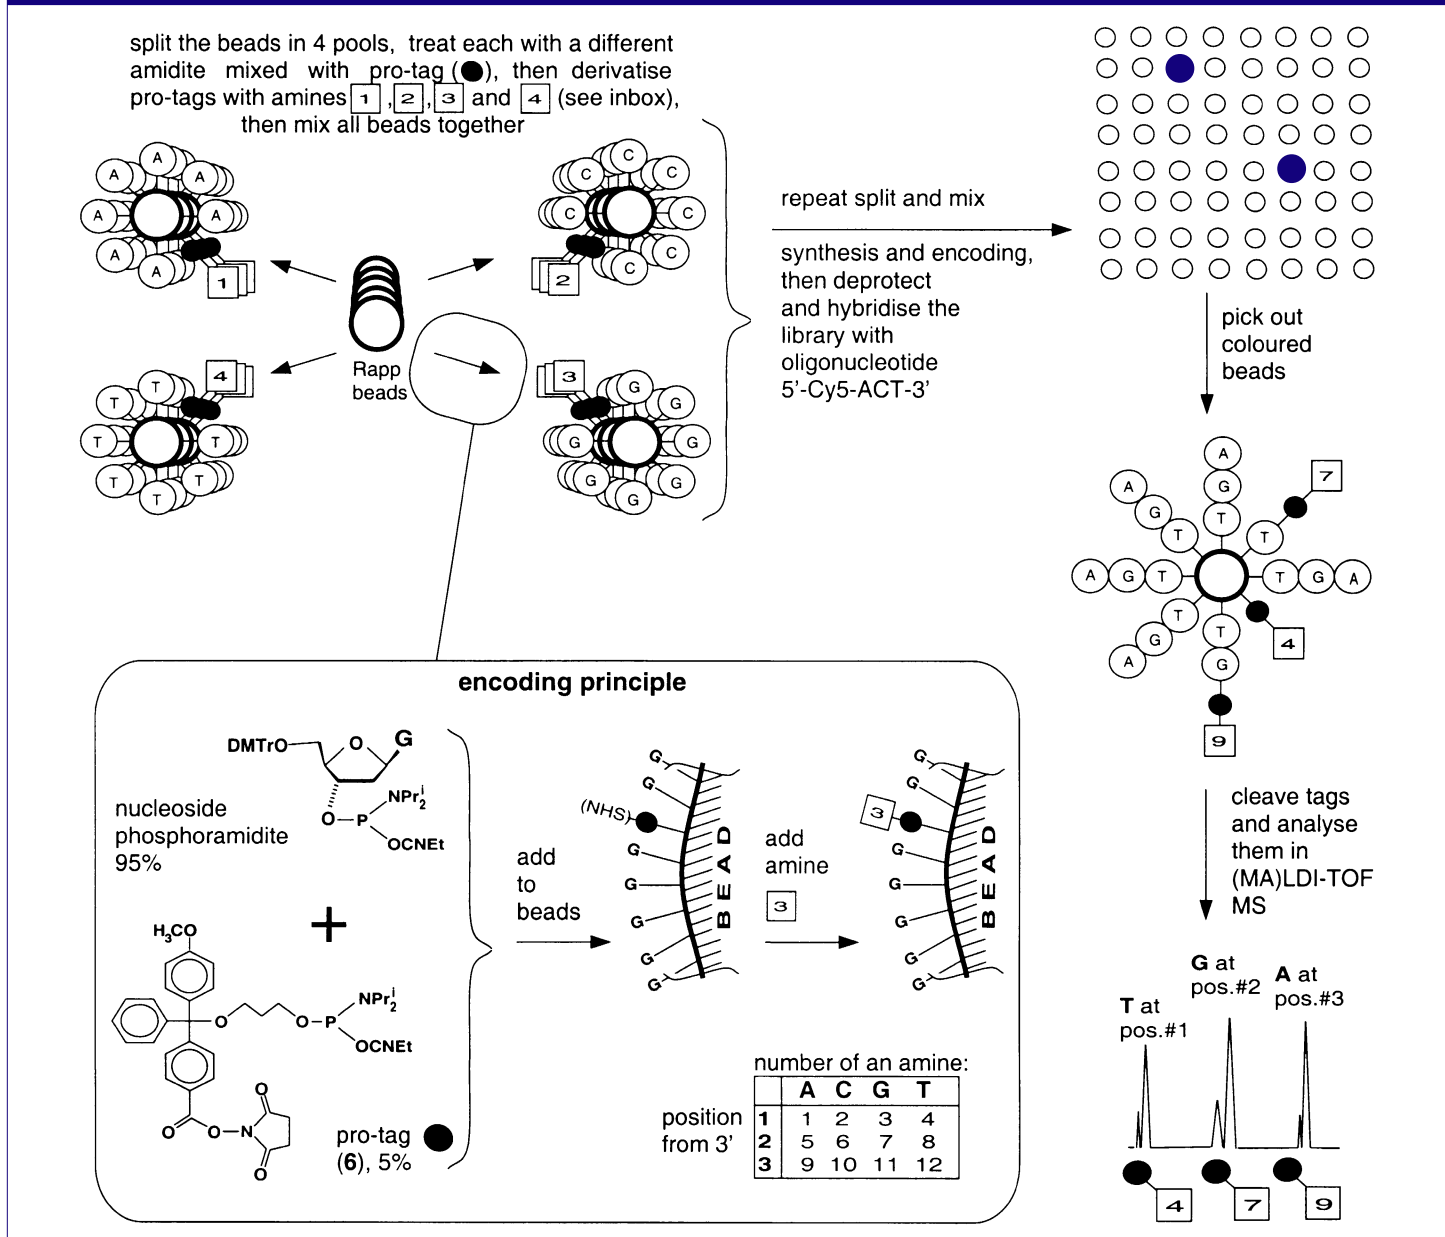 split the beads in 4 pools, treat each with a different
amidite mixed with pro-tag (●), then derivatise
pro-tags with amines 1 , 2 , 3 and 4 (see inbox),
then mix all beads together
A
A
A
A
A
A
A
1
C
C
C
C
C
C
C
2
Rapp
beads
4
T
T
T
T
T
T
T
3
G
G
G
G
G
G
G
repeat split and mix
synthesis and encoding,
then deprotect
and hybridise the
library with
oligonucleotide
5'-Cy5-ACT-3'
pick out
coloured
beads
A
G
T
A
G
T
T
7
A G T
T G A
T
G
A
4
T
G
9
cleave tags
and analyse
them in
(MA)LDI-TOF
MS
T at
pos.#1
G at
pos.#2
A at
pos.#3
4
7
9
encoding principle
DMTrO
O
G
NPr₂ⁱ
O–P
OCNEt
nucleoside
phosphoramidite
95%
+
H₃CO
O
O–P
NPr₂ⁱ
OCNEt
O
O
O–N
O
pro-tag
(6), 5%
add
to
beads
G
G
(NHS)
G
G
G
G
G
BEAD
add
amine
3
G
G
3
G
G
G
G
G
BEAD
number of an amine:
A C G T
position
from 3'
1 1 2 3 4
2 5 6 7 8
3 9 10 11 12